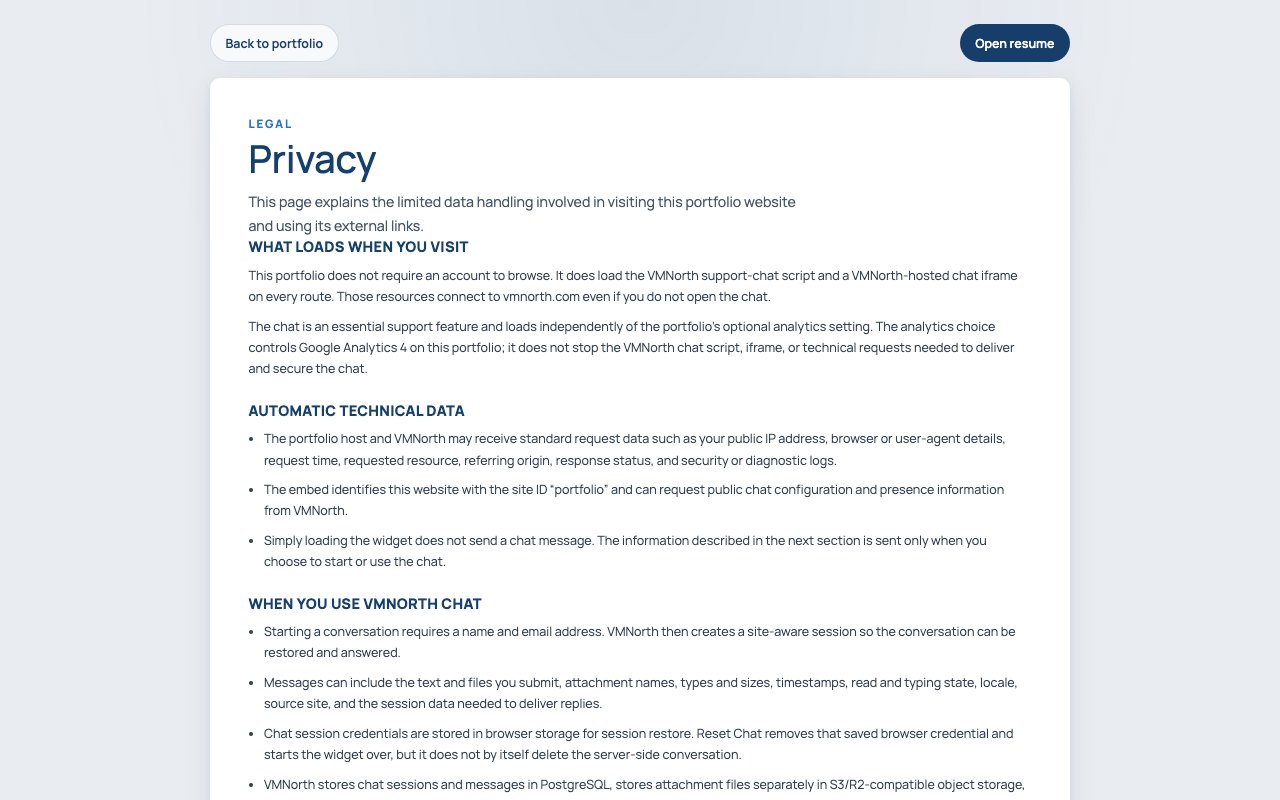 Back to portfolio
Open resume
LEGAL
Privacy
This page explains the limited data handling involved in visiting this portfolio website
and using its external links.
WHAT LOADS WHEN YOU VISIT
This portfolio does not require an account to browse. It does load the VMNorth support-chat script and a VMNorth-hosted chat iframe
on every route. Those resources connect to vmnorth.com even if you do not open the chat.
The chat is an essential support feature and loads independently of the portfolio's optional analytics setting. The analytics choice
controls Google Analytics 4 on this portfolio; it does not stop the VMNorth chat script, iframe, or technical requests needed to deliver
and secure the chat.
AUTOMATIC TECHNICAL DATA
• The portfolio host and VMNorth may receive standard request data such as your public IP address, browser or user-agent details,
request time, requested resource, referring origin, response status, and security or diagnostic logs.
• The embed identifies this website with the site ID “portfolio” and can request public chat configuration and presence information
from VMNorth.
• Simply loading the widget does not send a chat message. The information described in the next section is sent only when you
choose to start or use the chat.
WHEN YOU USE VMNORTH CHAT
• Starting a conversation requires a name and email address. VMNorth then creates a site-aware session so the conversation can be
restored and answered.
• Messages can include the text and files you submit, attachment names, types and sizes, timestamps, read and typing state, locale,
source site, and the session data needed to deliver replies.
• Chat session credentials are stored in browser storage for session restore. Reset Chat removes that saved browser credential and
starts the widget over, but it does not by itself delete the server-side conversation.
• VMNorth stores chat sessions and messages in PostgreSQL, stores attachment files separately in S3/R2-compatible object storage,